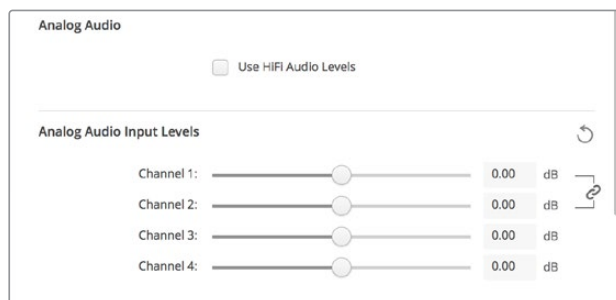 Analog Audio
Use HiFi Audio Levels
Analog Audio Input Levels
Channel 1: 0.00 dB
Channel 2: 0.00 dB
Channel 3: 0.00 dB
Channel 4: 0.00 dB